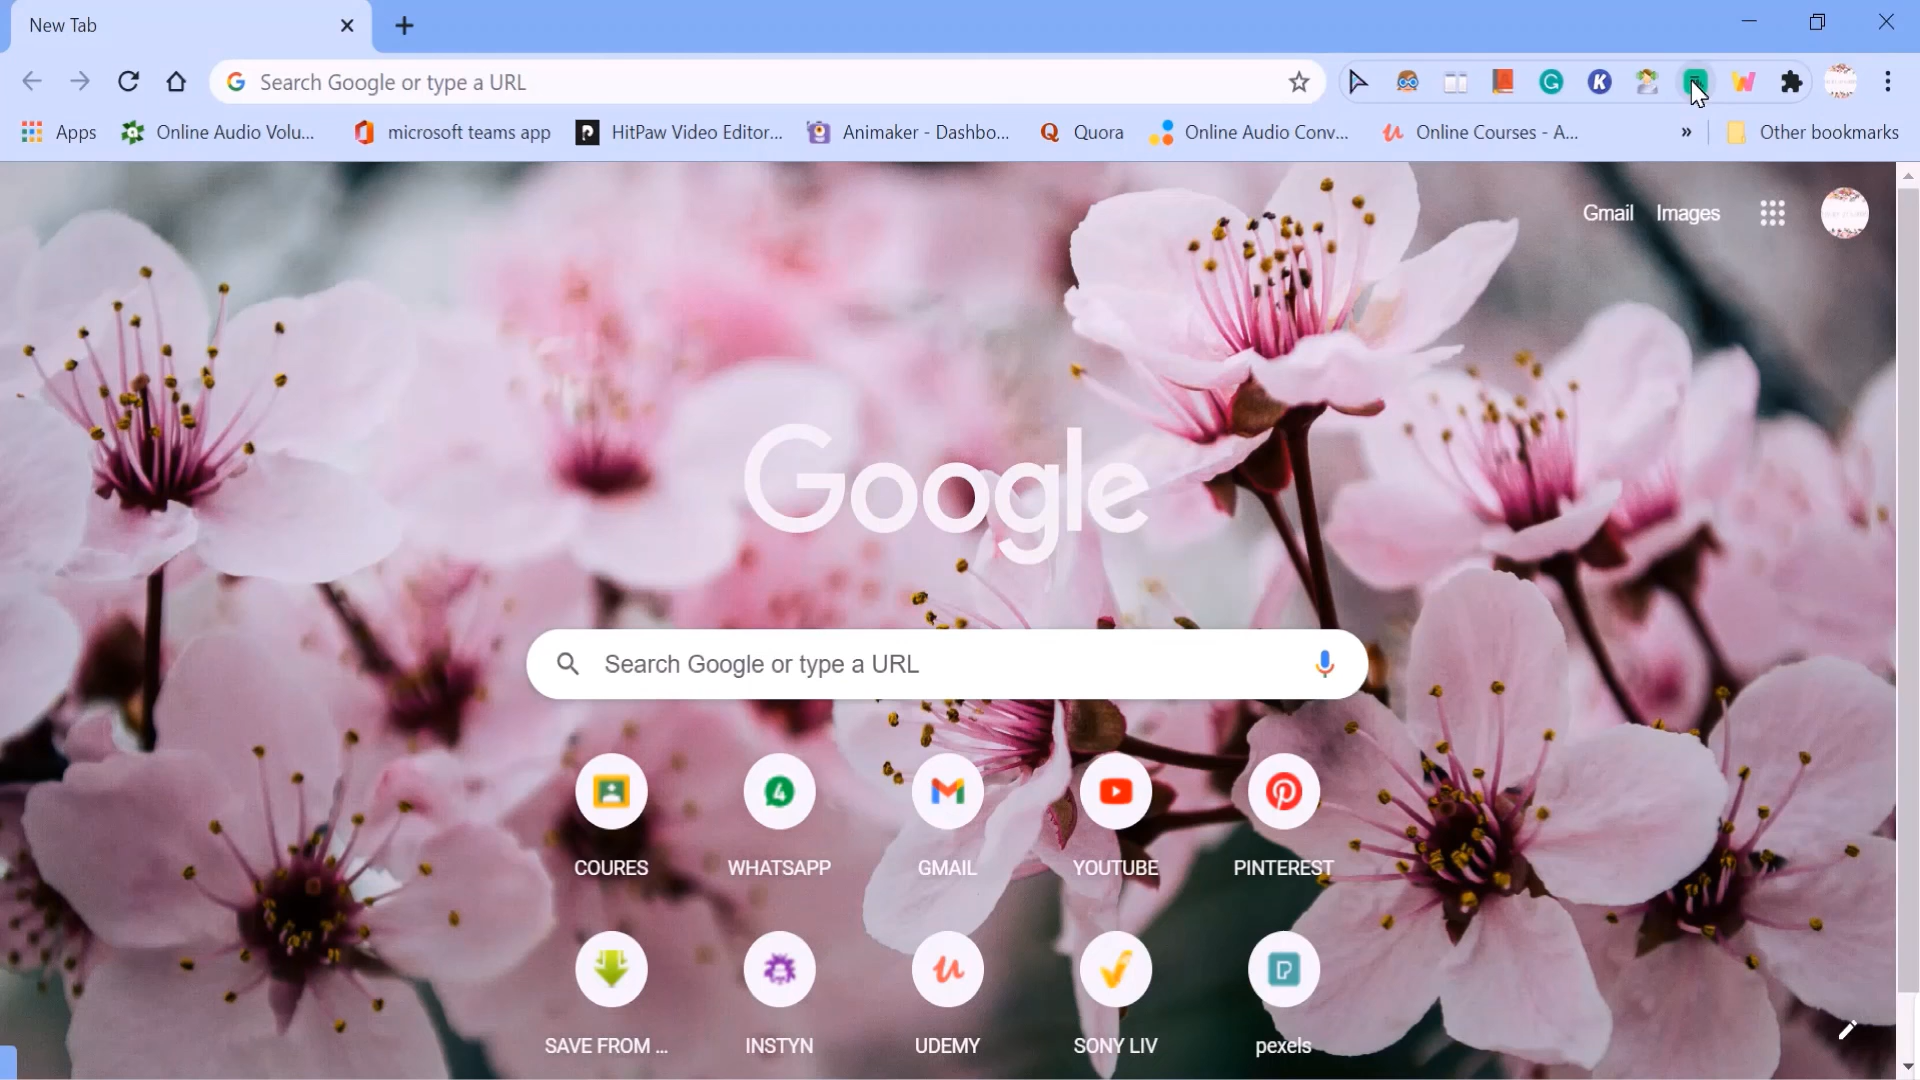 New Tab
Search Google or type a URL
Apps
Online Audio Volu...
microsoft teams app
HitPaw Video Editor...
Animaker - Dashbo...
Quora
Online Audio Conv...
Online Courses - A...
»
Other bookmarks
Gmail
Images
Google
Search Google or type a URL
COURES
WHATSAPP
GMAIL
YOUTUBE
PINTEREST
SAVE FROM ...
INSTYN
UDEMY
SONY LIV
pexels